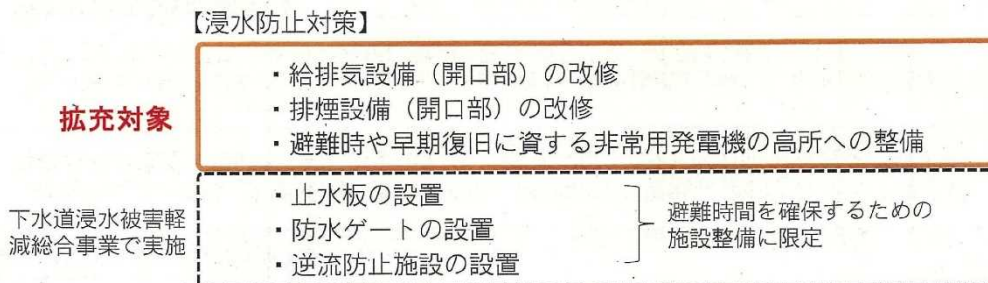 【浸水防止対策】
・給排気設備（開口部）の改修
・排煙設備（開口部）の改修
拡充対象
・避難時や早期復旧に資する非常用発電機の高所への整備
・止水板の設置
下水道浸水被害軽
減総合事業で実施
・防水ゲートの設置
・逆流防止施設の設置
避難時間を確保するための
施設整備に限定